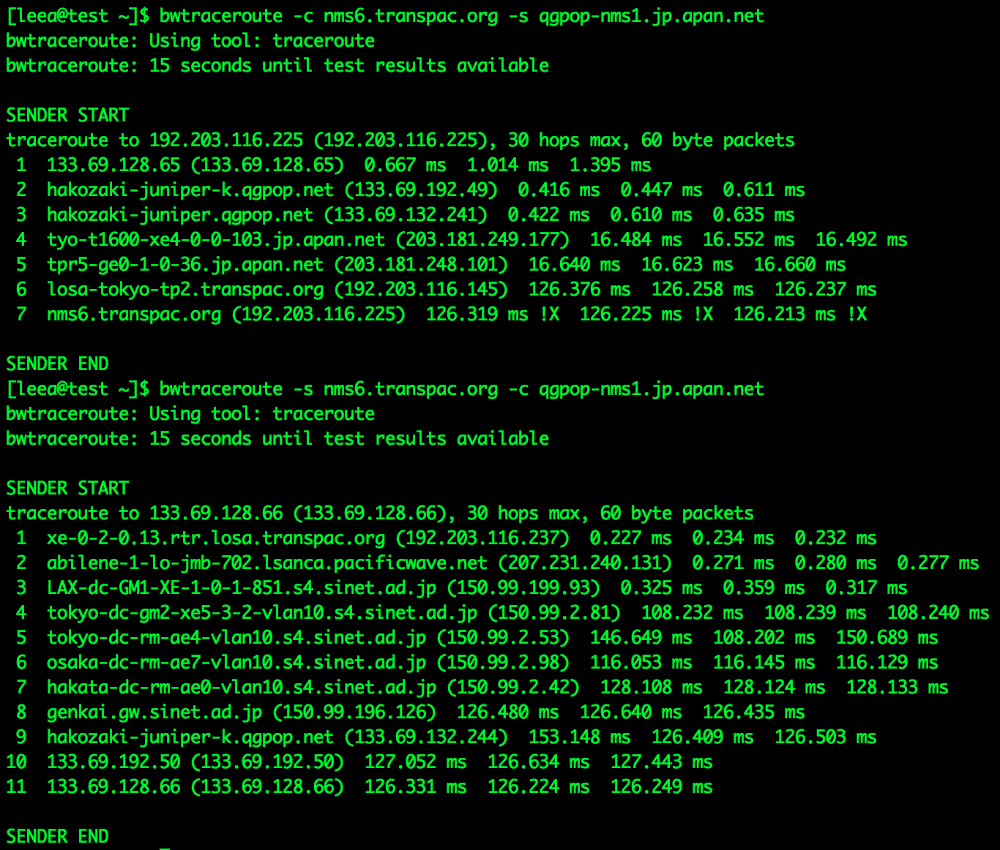 [leea@test ~]$ bwtraceroute -c nms6.transpac.org -s qgpop-nms1.jp.apan.net
bwtraceroute: Using tool: traceroute
bwtraceroute: 15 seconds until test results available
SENDER START
traceroute to 192.203.116.225 (192.203.116.225), 30 hops max, 60 byte packets
1 133.69.128.65 (133.69.128.65) 0.667 ms 1.014 ms 1.395 ms
2 hakozaki-juniper-k.qgpop.net (133.69.192.49) 0.416 ms 0.447 ms 0.611 ms
3 hakozaki-juniper.qgpop.net (133.69.132.241) 0.422 ms 0.610 ms 0.635 ms
4 tyo-t1600-xe4-0-0-103.jp.apan.net (203.181.249.177) 16.484 ms 16.552 ms 16.492 ms
5 tpr5-ge0-1-0-36.jp.apan.net (203.181.248.101) 16.640 ms 16.623 ms 16.660 ms
6 losa-tokyo-tp2.transpac.org (192.203.116.145) 126.376 ms 126.258 ms 126.237 ms
7 nms6.transpac.org (192.203.116.225) 126.319 ms !X 126.225 ms !X 126.213 ms !X
SENDER END
[leea@test ~]$ bwtraceroute -s nms6.transpac.org -c qgpop-nms1.jp.apan.net
bwtraceroute: Using tool: traceroute
bwtraceroute: 15 seconds until test results available
SENDER START
traceroute to 133.69.128.66 (133.69.128.66), 30 hops max, 60 byte packets
1 xe-0-2-0.13.rtr.losa.transpac.org (192.203.116.237) 0.227 ms 0.234 ms 0.232 ms
2 abilene-1-lo-jmb-702.lsanca.pacificwave.net (207.231.240.131) 0.271 ms 0.280 ms 0.277 ms
3 LAX-dc-GM1-XE-1-0-1-851.s4.sinet.ad.jp (150.99.199.93) 0.325 ms 0.359 ms 0.317 ms
4 tokyo-dc-gm2-xe5-3-2-vlan10.s4.sinet.ad.jp (150.99.2.81) 108.232 ms 108.239 ms 108.240 ms
5 tokyo-dc-rm-ae4-vlan10.s4.sinet.ad.jp (150.99.2.53) 146.649 ms 108.202 ms 150.689 ms
6 osaka-dc-rm-ae7-vlan10.s4.sinet.ad.jp (150.99.2.98) 116.053 ms 116.145 ms 116.129 ms
7 hakata-dc-rm-ae0-vlan10.s4.sinet.ad.jp (150.99.2.42) 128.108 ms 128.124 ms 128.133 ms
8 genkai.gw.sinet.ad.jp (150.99.196.126) 126.480 ms 126.640 ms 126.435 ms
9 hakozaki-juniper-k.qgpop.net (133.69.132.244) 153.148 ms 126.409 ms 126.503 ms
10 133.69.192.50 (133.69.192.50) 127.052 ms 126.634 ms 127.443 ms
11 133.69.128.66 (133.69.128.66) 126.331 ms 126.224 ms 126.249 ms
SENDER END